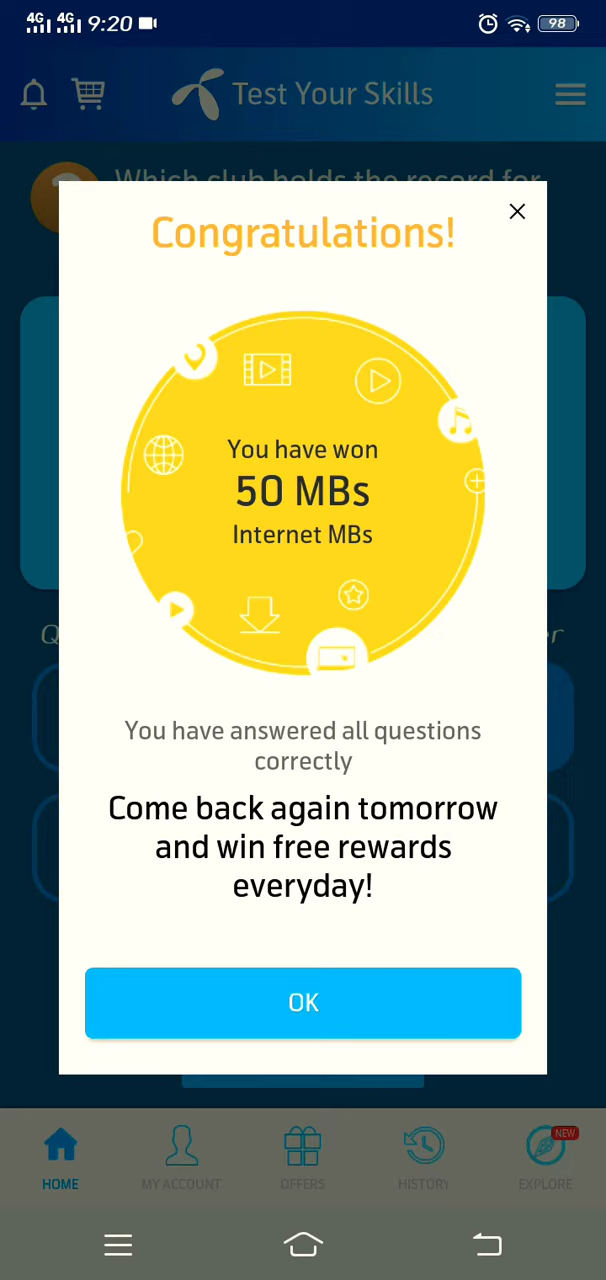 4G 4G 9:20 98
Test Your Skills
Which club holds the record for
Congratulations!
You have won
50 MBs
Internet MBs
You have answered all questions
correctly
Come back again tomorrow
and win free rewards
everyday!
OK
NEW
HOME MY ACCOUNT OFFERS HISTORY EXPLORE